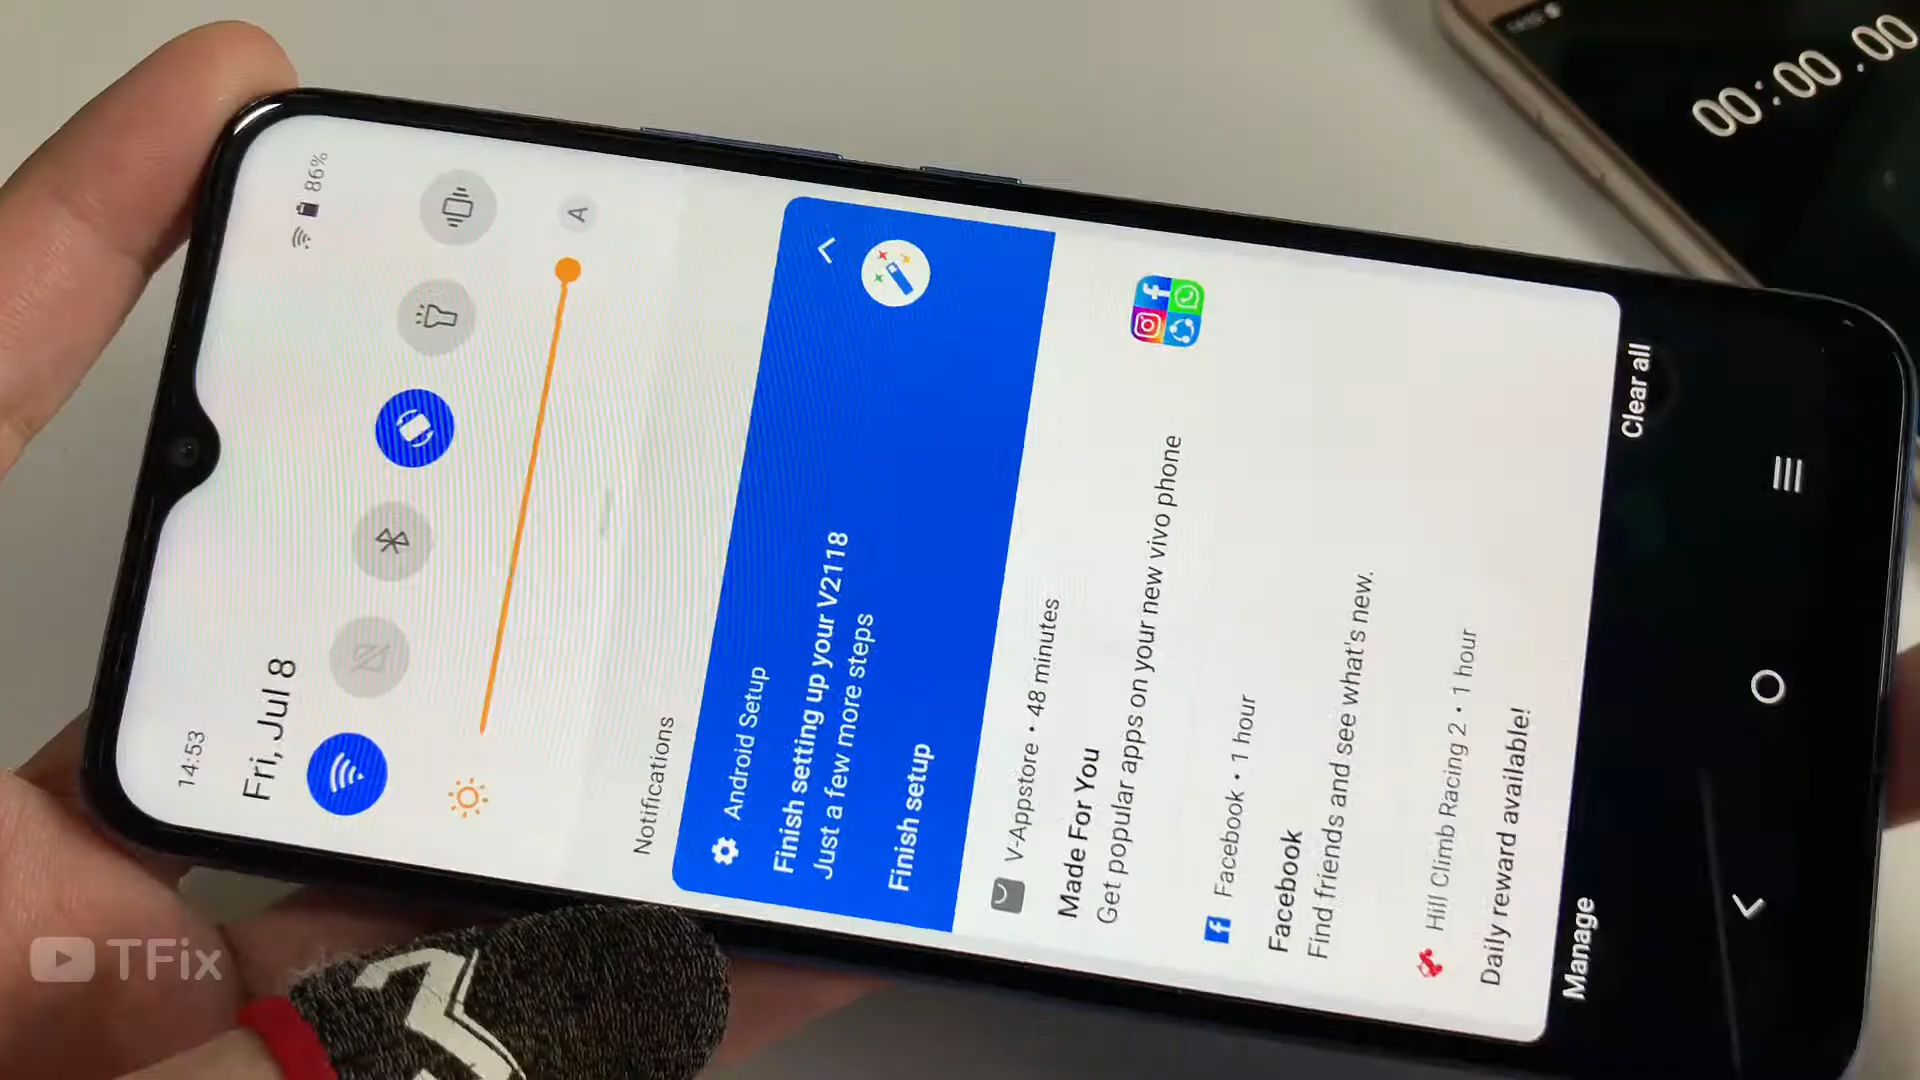 14:53
86%
Fri, Jul 8
A
Notifications
Android Setup
Finish setting up your V2118
Just a few more steps
Finish setup
V-Appstore • 48 minutes
Made For You
Get popular apps on your new vivo phone
Facebook • 1 hour
Facebook
Find friends and see what's new.
Hill Climb Racing 2 • 1 hour
Daily reward available!
Manage
Clear all
00:00.00
TFix